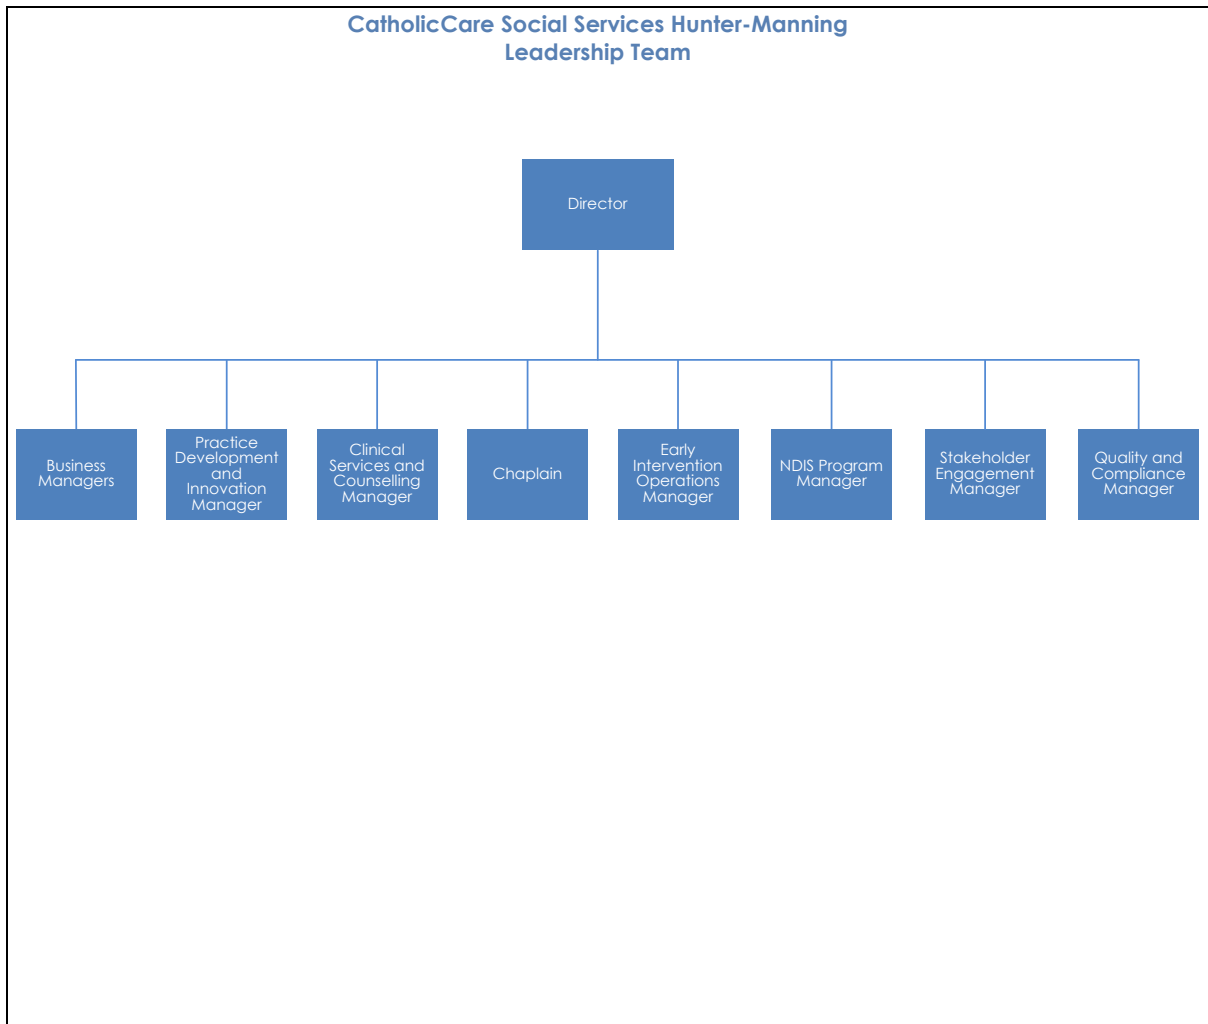 CatholicCare Social Services Hunter-Manning
Leadership Team
Director
Business
Managers
Practice
Development
and
Innovation
Manager
Clinical
Services and
Counselling
Manager
Chaplain
Early
Intervention
Operations
Manager
NDIS Program
Manager
Stakeholder
Engagement
Manager
Quality and
Compliance
Manager